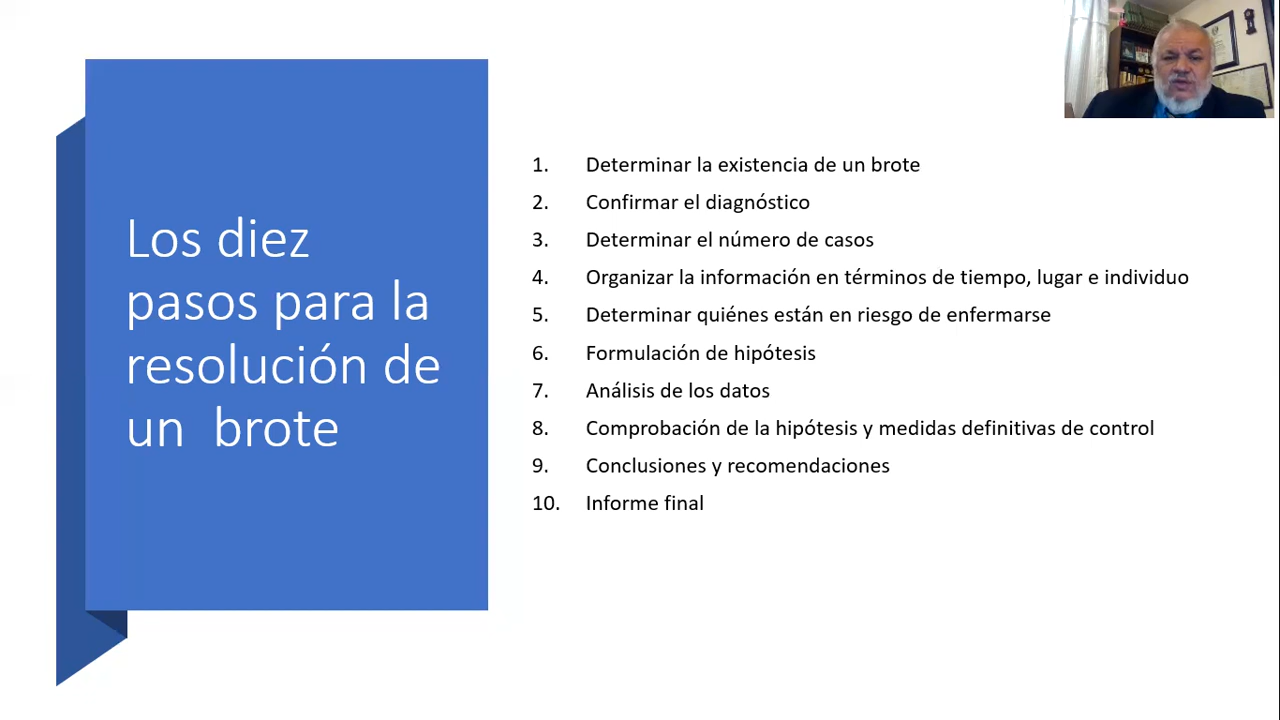 Los diez
pasos para la
resolución de
un brote
1. Determinar la existencia de un brote
2. Confirmar el diagnóstico
3. Determinar el número de casos
4. Organizar la información en términos de tiempo, lugar e individuo
5. Determinar quiénes están en riesgo de enfermarse
6. Formulación de hipótesis
7. Análisis de los datos
8. Comprobación de la hipótesis y medidas definitivas de control
9. Conclusiones y recomendaciones
10. Informe final